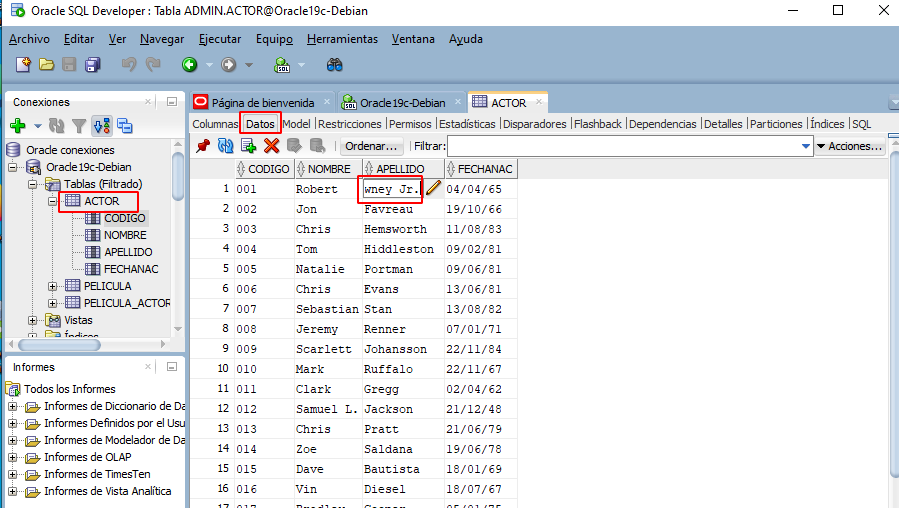 Oracle SQL Developer : Tabla ADMIN.ACTOR@Oracle19c-Debian
Archivo Editar Ver Navegar Ejecutar Equipo Herramientas Ventana Ayuda
Conexiones
Oracle conexiones
Oracle19c-Debian
Tablas (Filtrado)
ACTOR
CODIGO
NOMBRE
APELLIDO
FECHANAC
PELICULA
PELICULA_ACTOR
Vistas
Índices
Informes
Todos los Informes
Informes de Diccionario de Da
Informes Definidos por el Usu
Informes de Modelador de Da
Informes de OLAP
Informes de TimesTen
Informes de Vista Analítica
Página de bienvenida Oracle19c-Debian ACTOR
Columnas Datos Model Restricciones Permisos Estadísticas Disparadores Flashback Dependencias Detalles Particiones Índices SQL
Ordenar... Filtrar: Acciones...
CODIGO NOMBRE APELLIDO FECHANAC
1 001 Robert wney Jr. 04/04/65
2 002 Jon Favreau 19/10/66
3 003 Chris Hemsworth 11/08/83
4 004 Tom Hiddleston 09/02/81
5 005 Natalie Portman 09/06/81
6 006 Chris Evans 13/06/81
7 007 Sebastian Stan 13/08/82
8 008 Jeremy Renner 07/01/71
9 009 Scarlett Johansson 22/11/84
10 010 Mark Ruffalo 22/11/67
11 011 Clark Gregg 02/04/62
12 012 Samuel L. Jackson 21/12/48
13 013 Chris Pratt 21/06/79
14 014 Zoe Saldana 19/06/78
15 015 Dave Bautista 18/01/69
16 016 Vin Diesel 18/07/67
17 017 Bradley Cooper 05/01/75